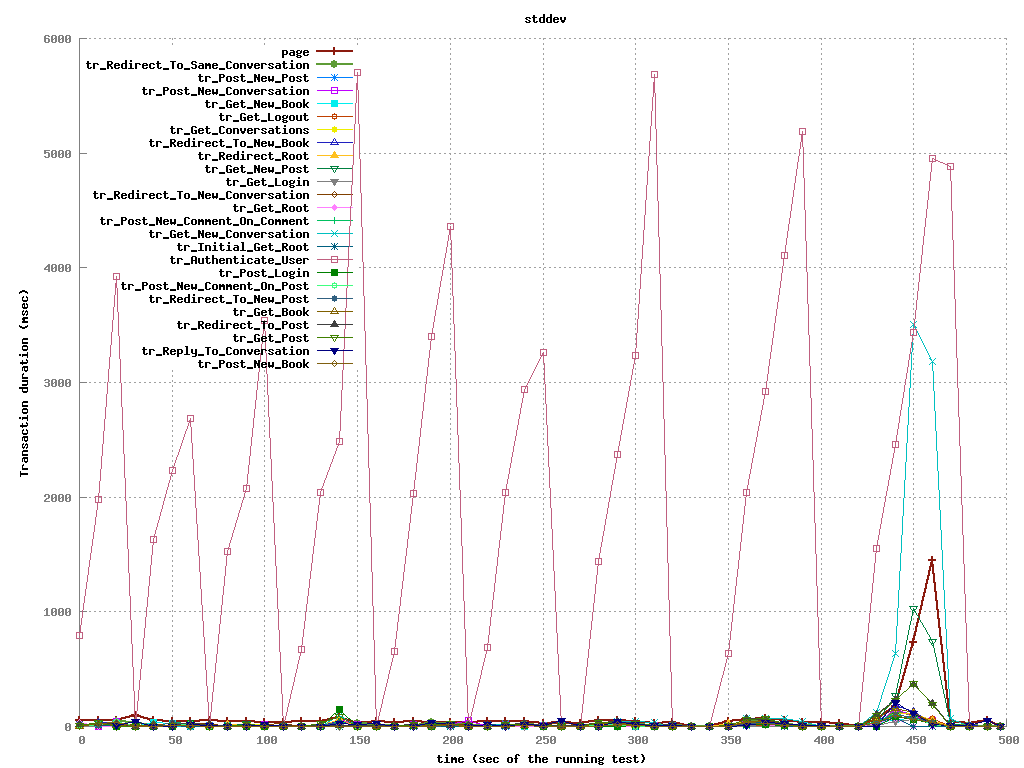 stddev
6000
5000
4000
3000
2000
1000
0
Transaction duration (msec)
page
tr_Redirect_To_Same_Conversation
tr_Post_New_Post
tr_Post_New_Conversation
tr_Get_New_Book
tr_Get_Logout
tr_Get_Conversations
tr_Redirect_To_New_Book
tr_Redirect_Root
tr_Get_New_Post
tr_Get_Login
tr_Redirect_To_New_Conversation
tr_Get_Root
tr_Post_New_Comment_On_Comment
tr_Get_New_Conversation
tr_Initial_Get_Root
tr_Authenticate_User
tr_Post_Login
tr_Post_New_Comment_On_Post
tr_Redirect_To_New_Post
tr_Get_Book
tr_Redirect_To_Post
tr_Get_Post
tr_Reply_To_Conversation
tr_Post_New_Book
0 50 100 150 200 250 300 350 400 450 500
time (sec of the running test)